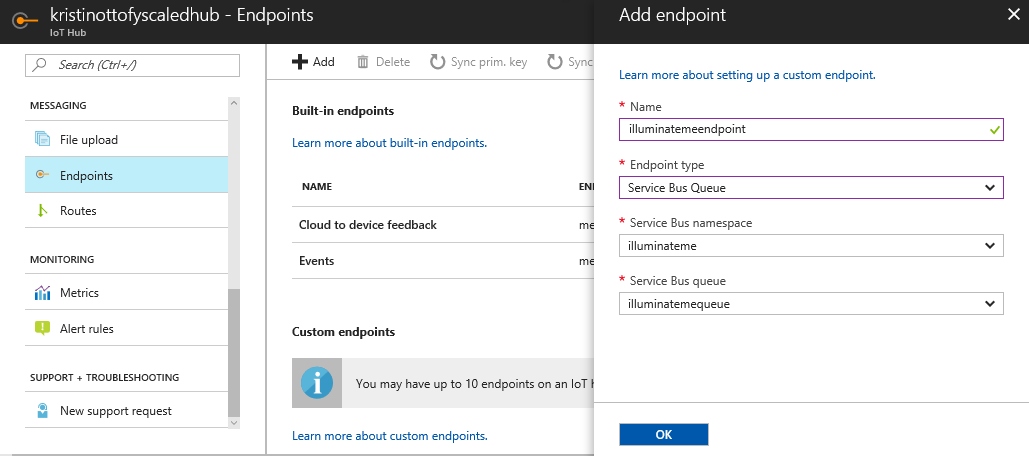 kristinottofyscaledhub - Endpoints
IoT Hub
Search (Ctrl+/)
MESSAGING
File upload
Endpoints
Routes
MONITORING
Metrics
Alert rules
SUPPORT + TROUBLESHOOTING
New support request
Add Delete Sync prim. key Sync
Built-in endpoints
Learn more about built-in endpoints.
NAME EN
Cloud to device feedback me
Events me
Custom endpoints
You may have up to 10 endpoints on an IoT H
Learn more about custom endpoints.
Add endpoint
Learn more about setting up a custom endpoint.
* Name
illuminatemeendpoint
* Endpoint type
Service Bus Queue
* Service Bus namespace
illuminateme
* Service Bus queue
illuminatemequeue
OK